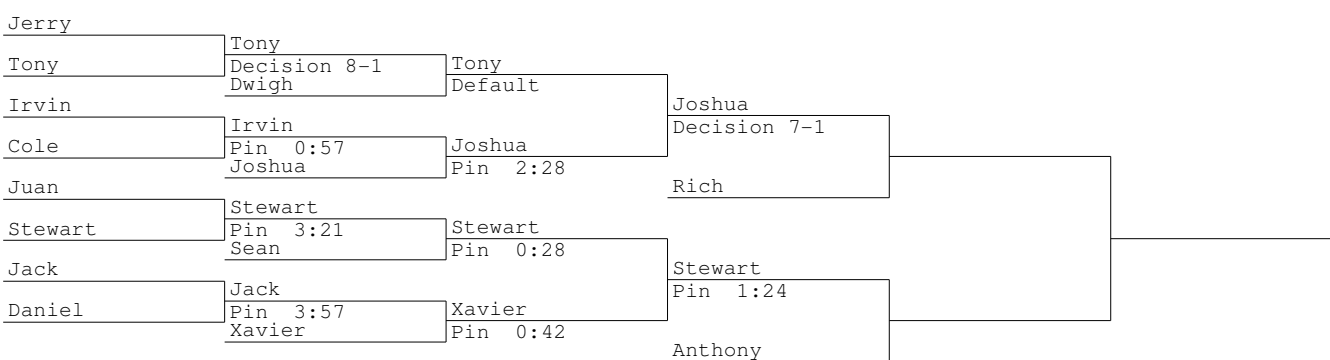 Jerry
Tony
Tony
Decision 8-1
Dwigh
Tony
Default
Irvin
Cole
Irvin
Pin 0:57
Joshua
Joshua
Pin 2:28
Joshua
Decision 7-1
Rich
Juan
Stewart
Stewart
Pin 3:21
Sean
Stewart
Pin 0:28
Jack
Daniel
Jack
Pin 3:57
Xavier
Xavier
Pin 0:42
Stewart
Pin 1:24
Anthony